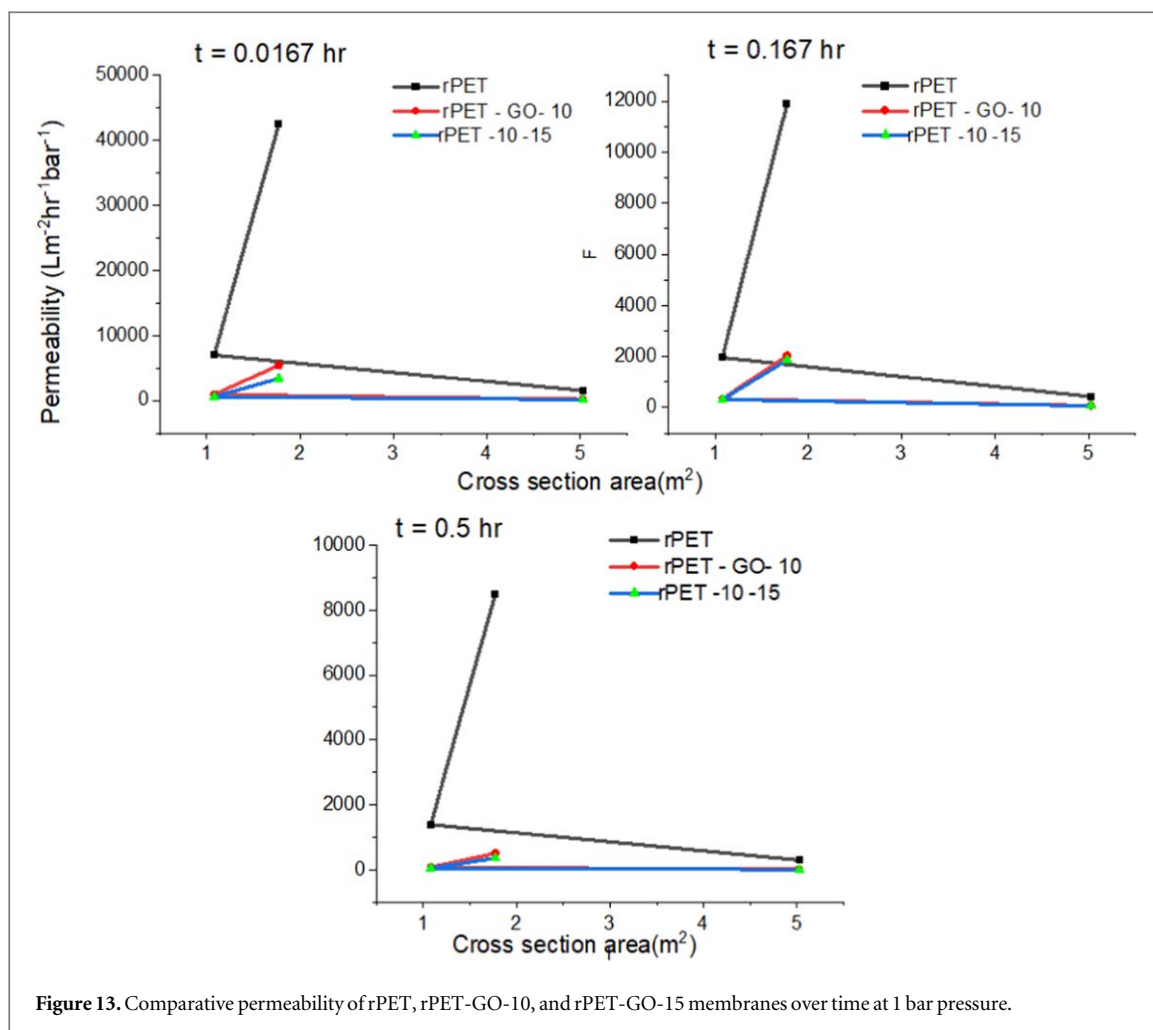 t = 0.0167 hr
50000
40000
30000
20000
10000
0
Permeability (Lm⁻²hr⁻¹bar⁻¹)
rPET
rPET - GO- 10
rPET -10 -15
1 2 3 4 5
t = 0.167 hr
12000
10000
8000
6000
4000
2000
0
F
rPET
rPET - GO- 10
rPET -10 -15
1 2 3 4 5
Cross section area(m²)
t = 0.5 hr
10000
8000
6000
4000
2000
0
rPET
rPET - GO- 10
rPET -10 -15
1 2 3 4 5
Cross section area(m²)
Figure 13. Comparative permeability of rPET, rPET-GO-10, and rPET-GO-15 membranes over time at 1 bar pressure.